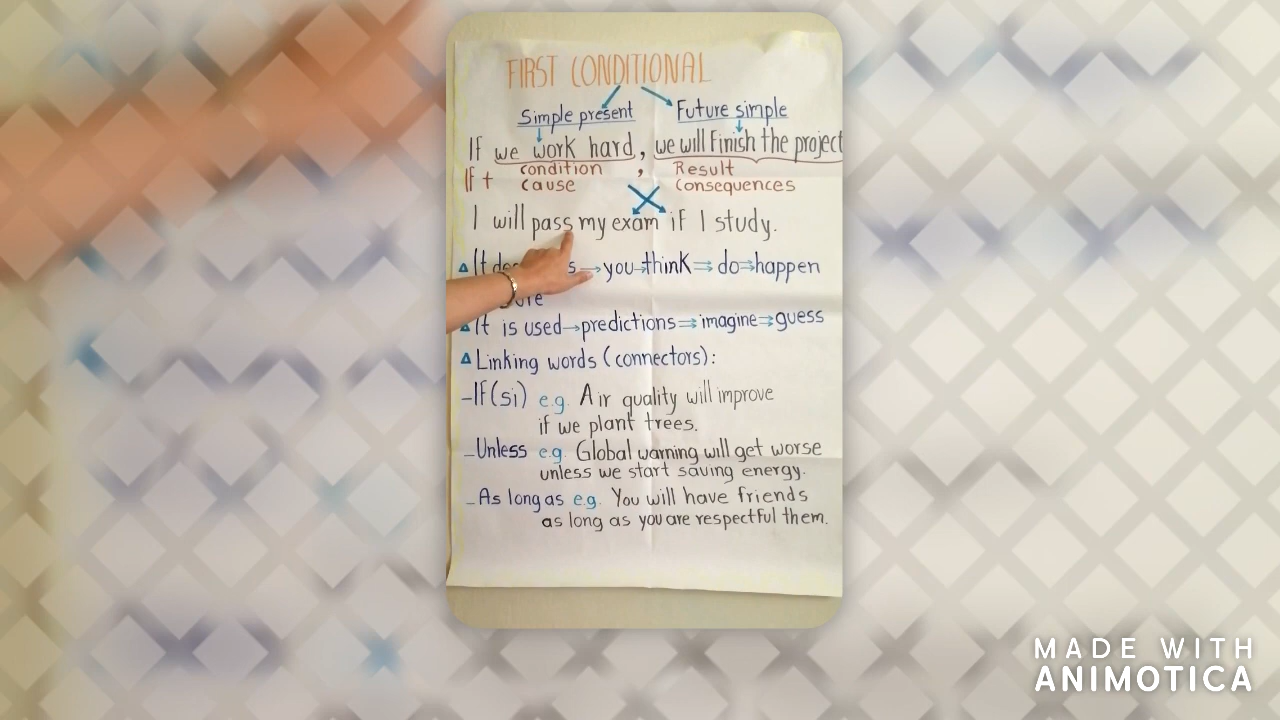 FIRST CONDITIONAL
Simple present Future simple
If we work hard, we will Finish the project
If + condition , Result
cause Consequences
I will pass my exam if I study.
It → you → think ⇒ do ⇒ happen
It is used → predictions ⇒ imagine ⇒ guess
Linking words (connectors):
- If (si) e.g. Air quality will improve
if we plant trees.
- Unless e.g. Global warning will get worse
unless we start saving energy.
- As long as e.g. You will have friends
as long as you are respectful them.
MADE WITH
ANIMOTICA